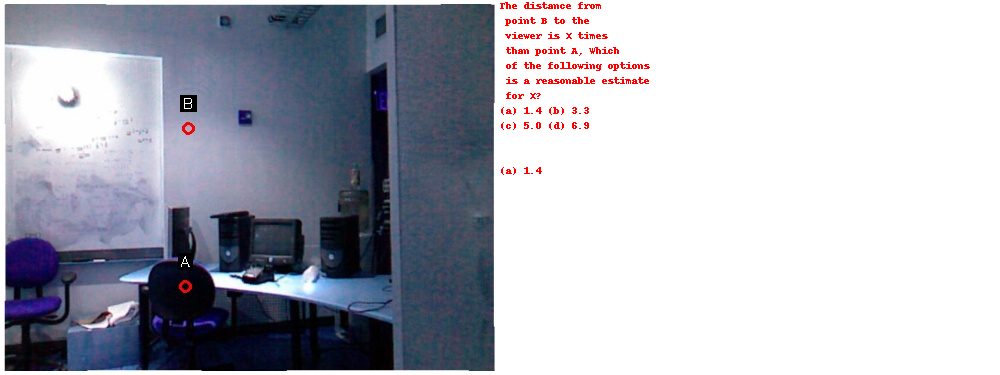 The distance from
point B to the
viewer is X times
than point A, Which
of the following options
is a reasonable estimate
for X?
(a) 1.4 (b) 3.3
(c) 5.0 (d) 6.9
(a) 1.4
B
A